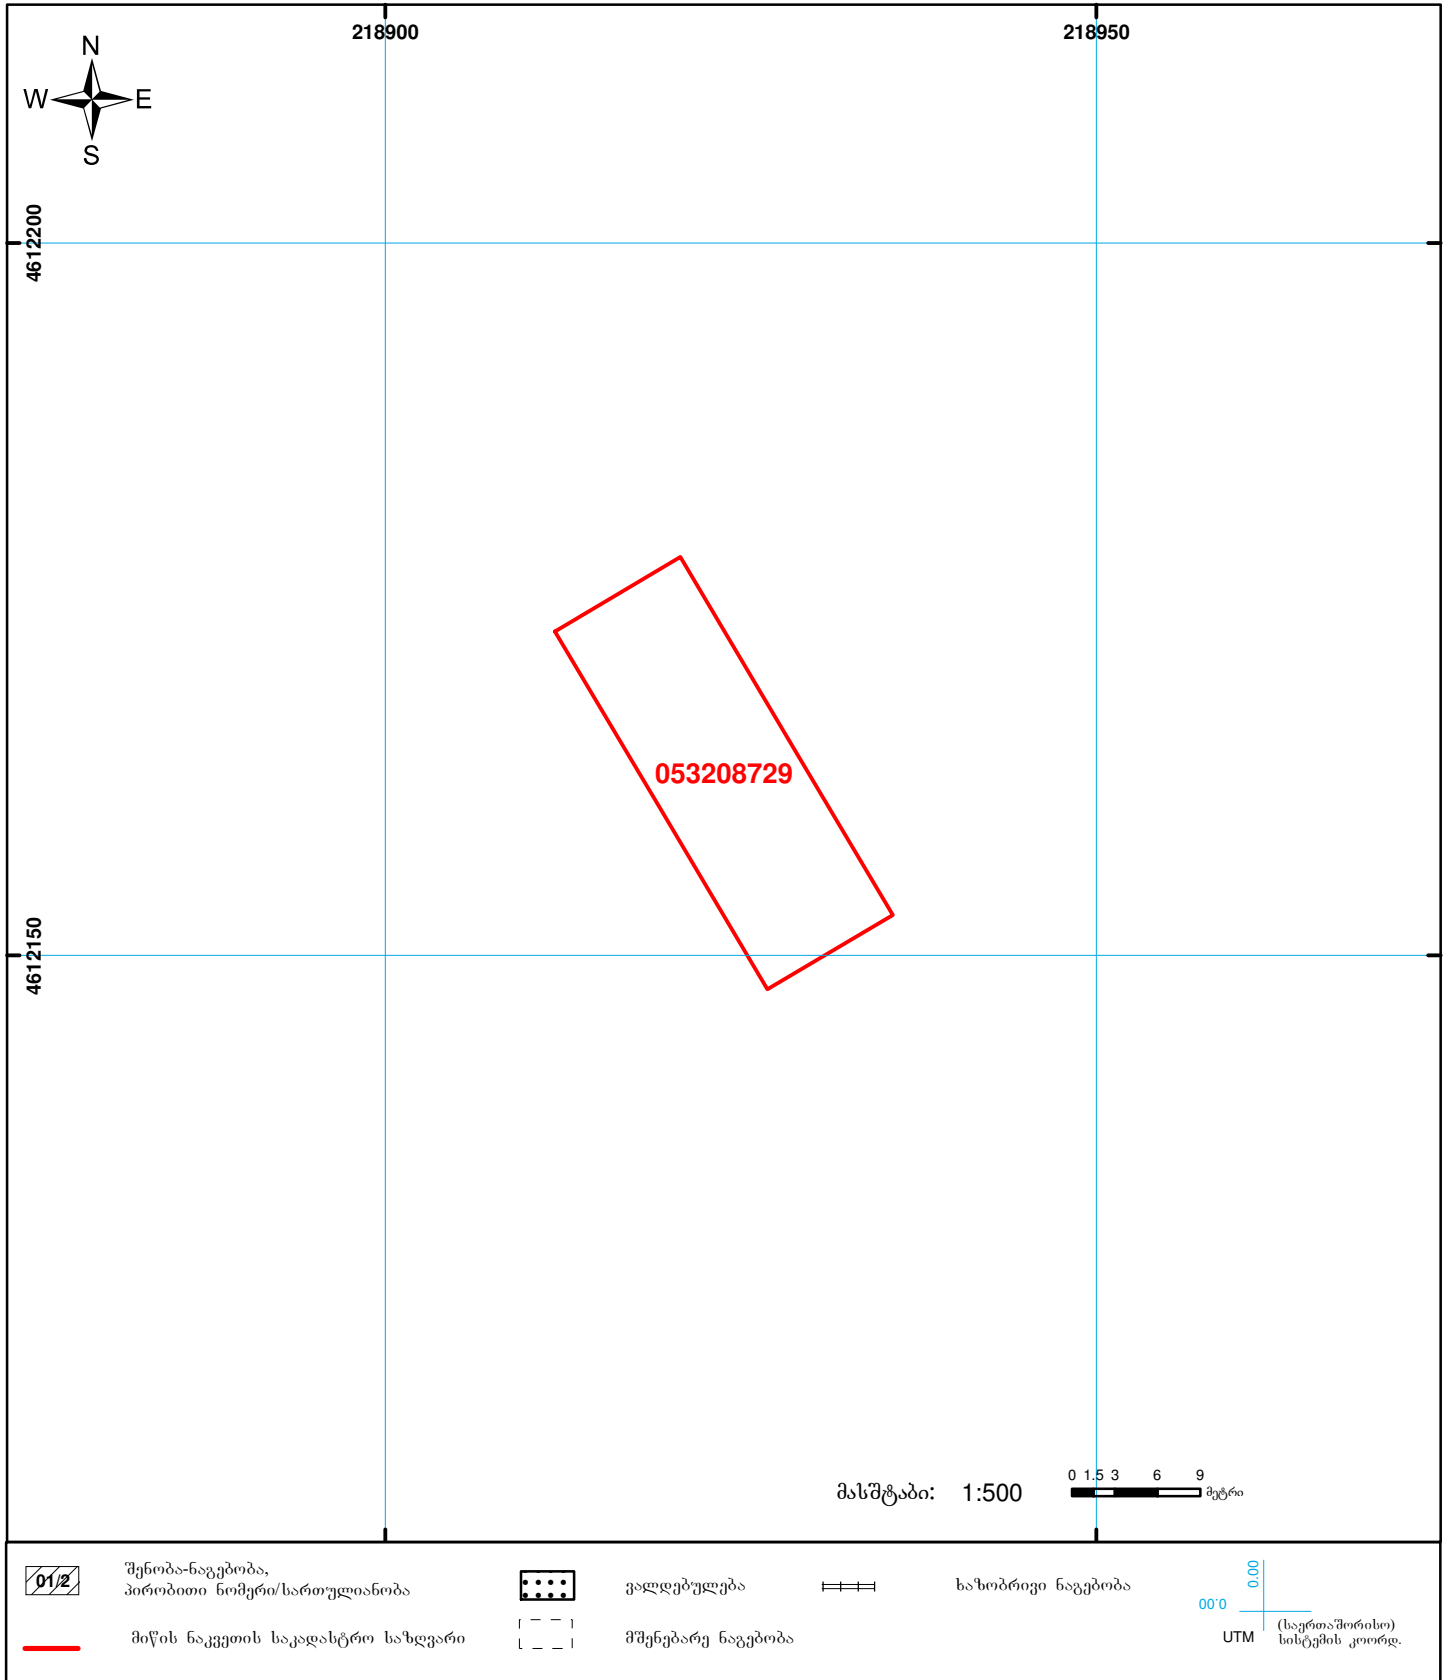 218900 218950
N
W E
S
4612200
053208729
4612150
მასშტაბი: 1:500
0 1.5 3 6 9
მეტრი
01/2
შენობა-ნაგებობა,
პირობითი ნომერი/სართულიანობა
ვალდებულება
ხაზობრივი ნაგებობა
მიწის ნაკვეთის საკადასტრო საზღვარი
მშენებარე ნაგებობა
0.00
00'0
UTM
(საერთაშორისო)
სისტემის კოორდ.